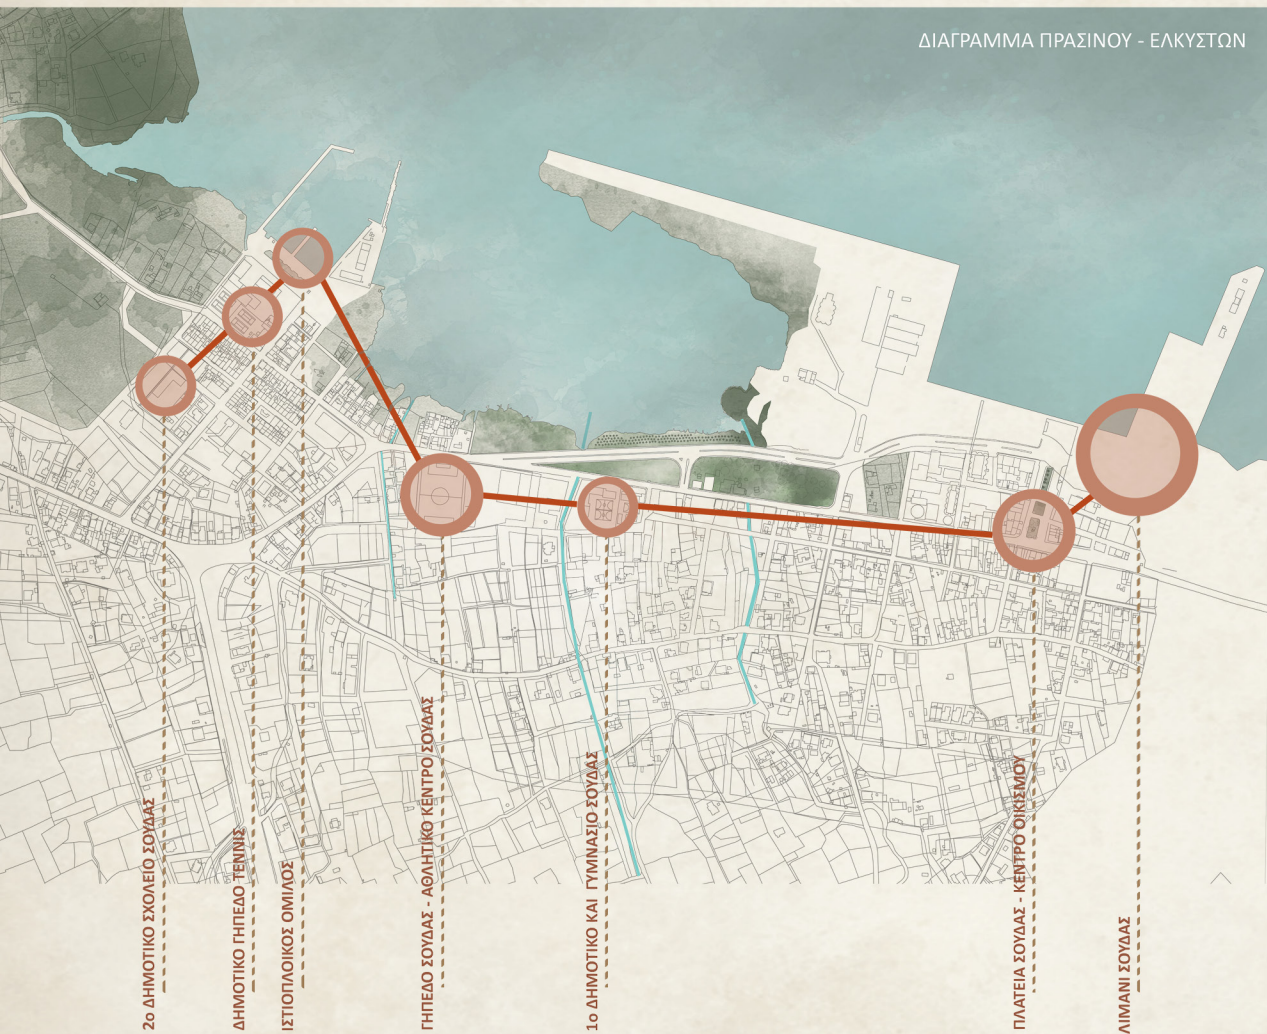 ΔΙΑΓΡΑΜΜΑ ΠΡΑΣΙΝΟΥ - ΕΛΚΥΣΤΩΝ
2ο ΔΗΜΟΤΙΚΟ ΣΧΟΛΕΙΟ ΣΟΥΔΑΣ
ΔΗΜΟΤΙΚΟ ΓΗΠΕΔΟ ΤΕΝΝΙΣ
ΙΣΤΙΟΠΛΟΙΚΟΣ ΟΜΙΛΟΣ
ΓΗΠΕΔΟ ΣΟΥΔΑΣ - ΑΘΛΗΤΙΚΟ ΚΕΝΤΡΟ ΣΟΥΔΑΣ
1ο ΔΗΜΟΤΙΚΟ ΚΑΙ ΓΥΜΝΑΣΙΟ ΣΟΥΔΑΣ
ΠΛΑΤΕΙΑ ΣΟΥΔΑΣ - ΚΕΝΤΡΟ ΟΙΚΙΣΜΟΥ
ΛΙΜΑΝΙ ΣΟΥΔΑΣ